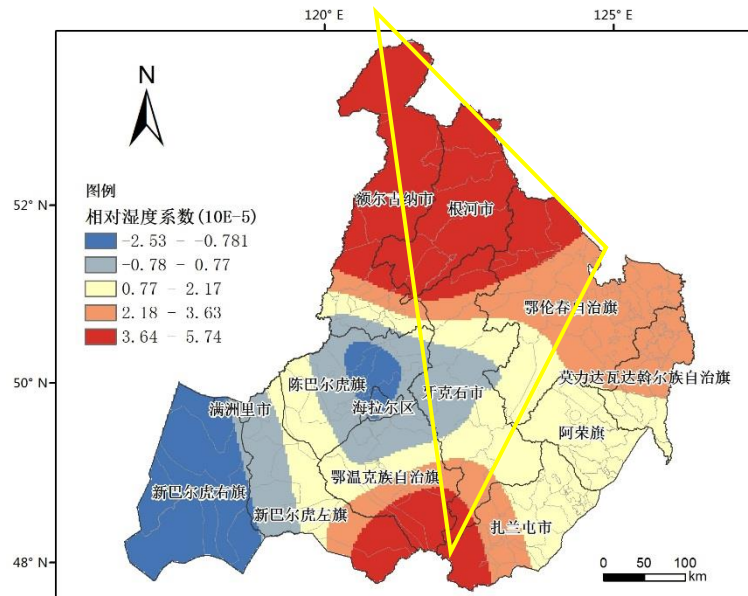 120° E
125° E
N
52° N
50° N
48° N
图例
相对湿度系数(10E-5)
-2.53 - -0.781
-0.78 - 0.77
0.77 - 2.17
2.18 - 3.63
3.64 - 5.74
额尔古纳市
根河市
鄂伦春自治旗
莫力达瓦达斡尔族自治旗
陈巴尔虎旗
牙克石市
海拉尔区
满洲里市
阿荣旗
鄂温克族自治旗
新巴尔虎右旗
新巴尔虎左旗
扎兰屯市
0 50 100
km